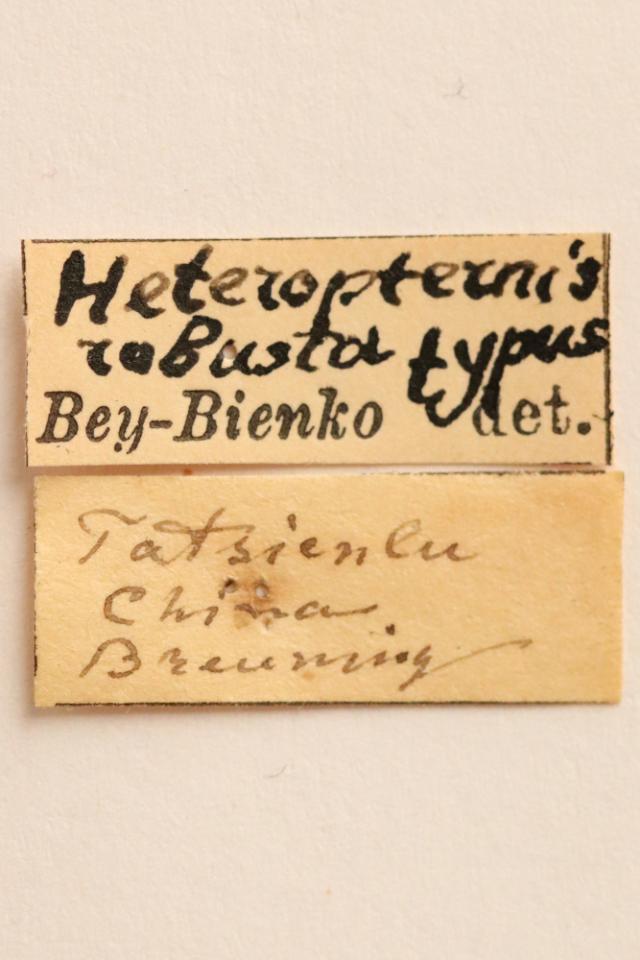 Heteropternis
robusta typus
Bey-Bienko det.
Tatsienlu
China
Breuning